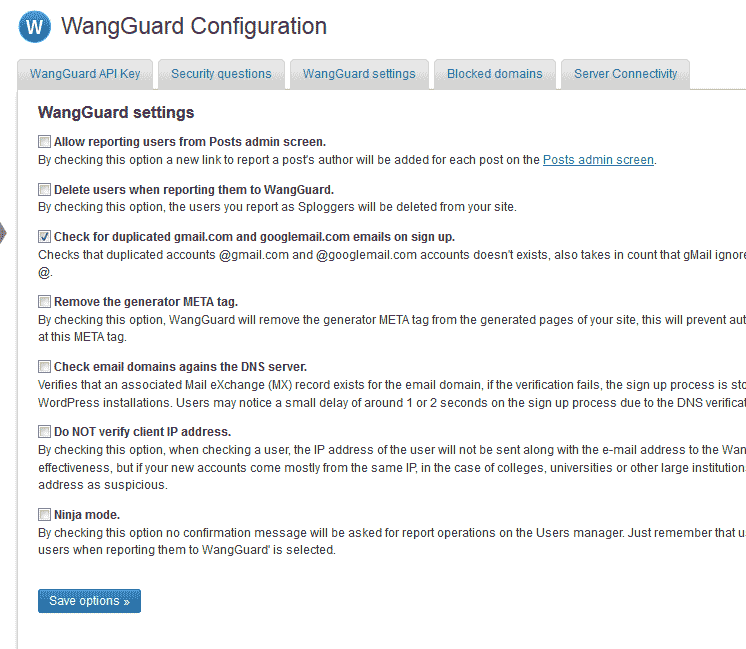 W WangGuard Configuration
WangGuard API Key Security questions WangGuard settings Blocked domains Server Connectivity
WangGuard settings
Allow reporting users from Posts admin screen.
By checking this option a new link to report a post's author will be added for each post on the Posts admin screen.
Delete users when reporting them to WangGuard.
By checking this option, the users you report as Sploggers will be deleted from your site.
Check for duplicated gmail.com and googlemail.com emails on sign up.
Checks that duplicated accounts @gmail.com and @googlemail.com accounts doesn't exists, also takes in count that gMail ignore
@.
Remove the generator META tag.
By checking this option, WangGuard will remove the generator META tag from the generated pages of your site, this will prevent aut
at this META tag.
Check email domains agains the DNS server.
Verifies that an associated Mail eXchange (MX) record exists for the email domain, if the verification fails, the sign up process is sto
WordPress installations. Users may notice a small delay of around 1 or 2 seconds on the sign up process due to the DNS verificat
Do NOT verify client IP address.
By checking this option, when checking a user, the IP address of the user will not be sent along with the e-mail address to the Wan
effectiveness, but if your new accounts come mostly from the same IP, in the case of colleges, universities or other large institution
address as suspicious.
Ninja mode.
By checking this option no confirmation message will be asked for report operations on the Users manager. Just remember that u
users when reporting them to WangGuard' is selected.
Save options »